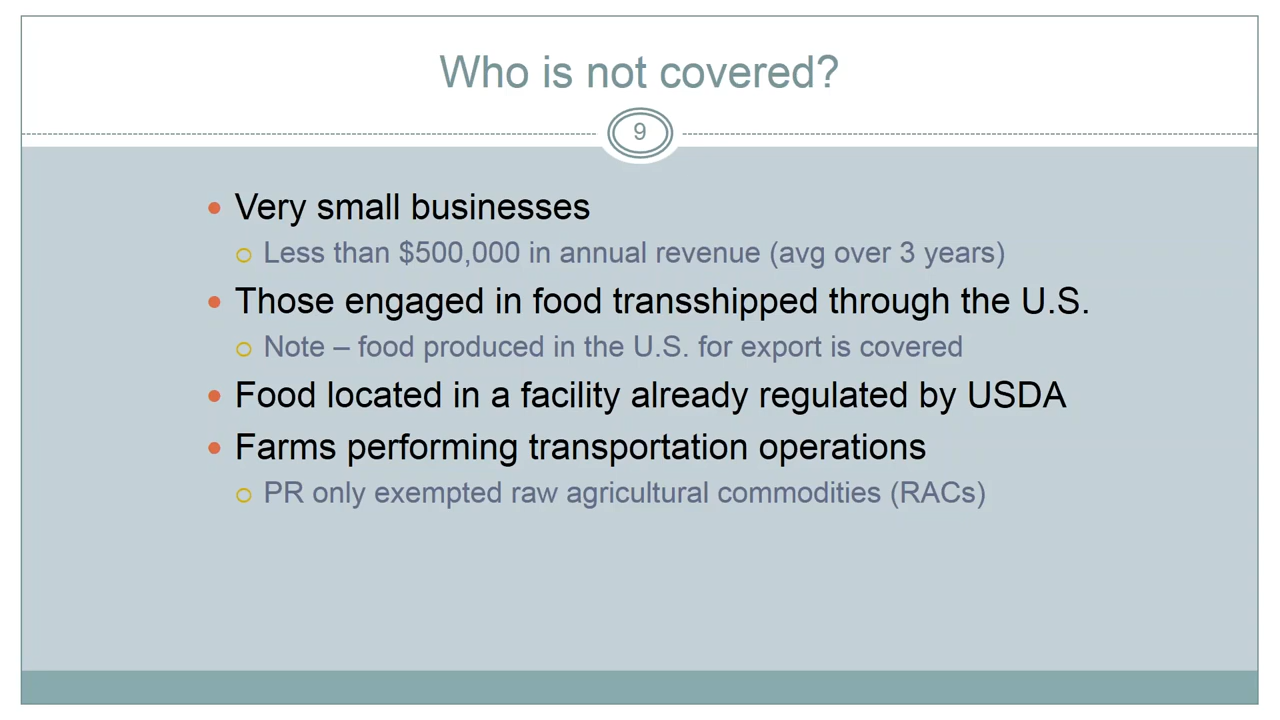 Who is not covered?
9
Very small businesses
Less than $500,000 in annual revenue (avg over 3 years)
Those engaged in food transshipped through the U.S.
Note – food produced in the U.S. for export is covered
Food located in a facility already regulated by USDA
Farms performing transportation operations
PR only exempted raw agricultural commodities (RACs)